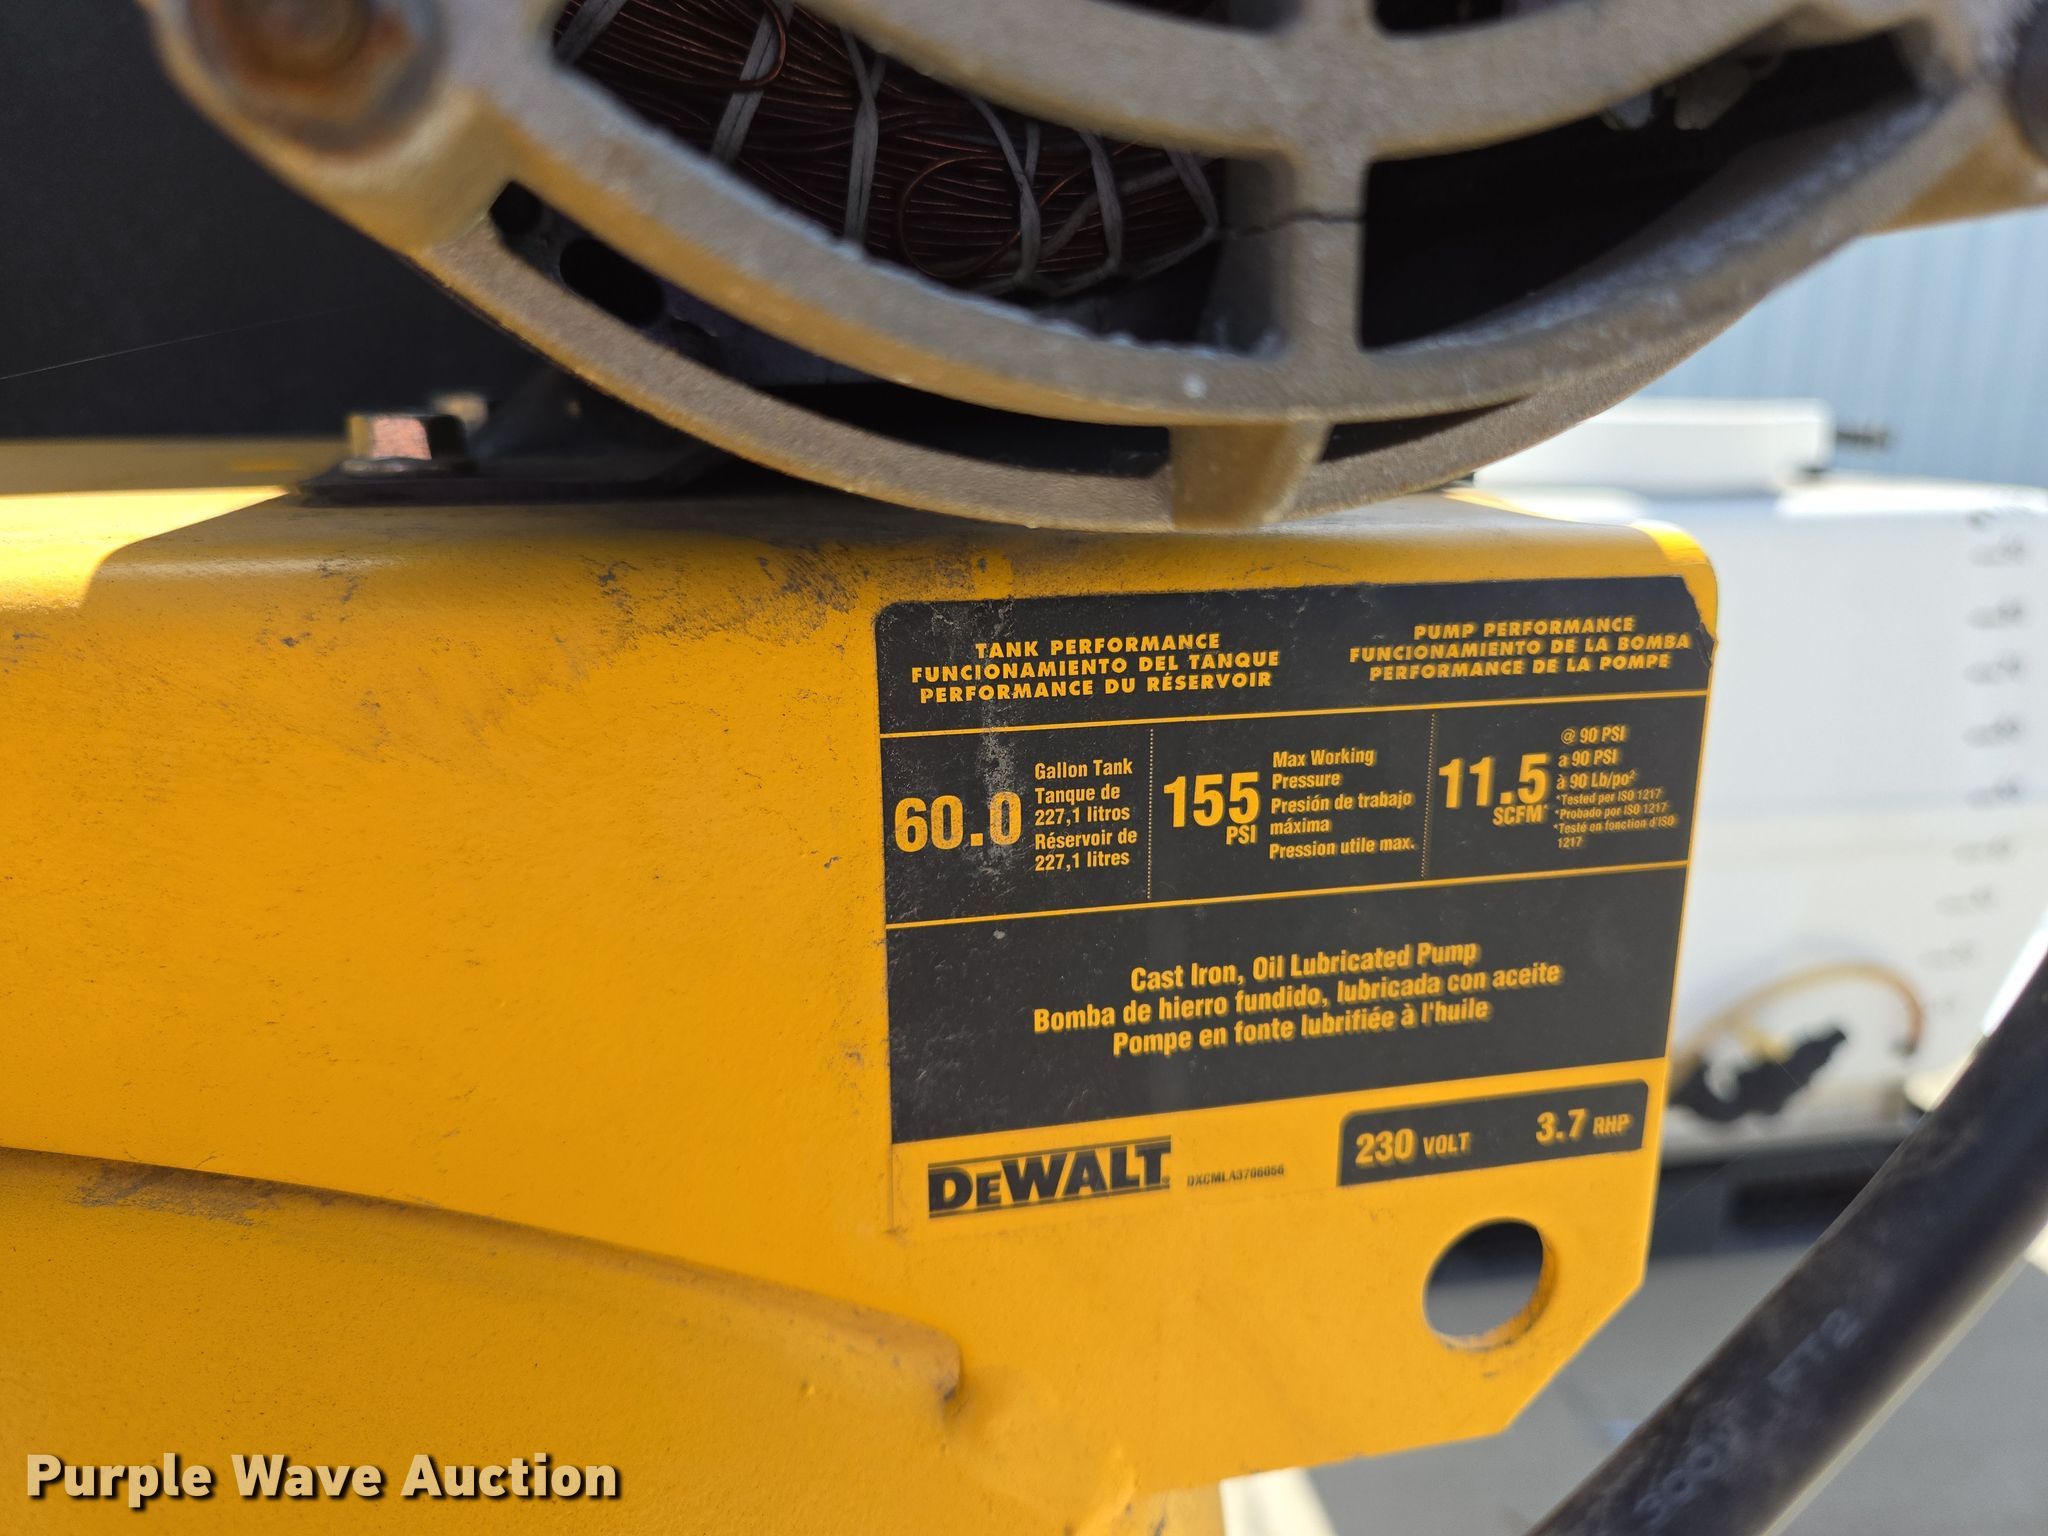 TANK PERFORMANCE
FUNCIONAMIENTO DEL TANQUE
PERFORMANCE DU RÉSERVOIR
PUMP PERFORMANCE
FUNCIONAMIENTO DE LA BOMBA
PERFORMANCE DE LA POMPE
60.0
Gallon Tank
Tanque de
227,1 litros
Réservoir de
227,1 litres
155
PSI
Max Working
Pressure
Presión de trabajo
máxima
Pression utile max.
11.5
SCFM*
@ 90 PSI
a 90 PSI
à 90 Lb/po²
*Tested per ISO 1217
*Probado por ISO 1217
*Testé en fonction d'ISO
1217
Cast Iron, Oil Lubricated Pump
Bomba de hierro fundido, lubricada con aceite
Pompe en fonte lubrifiée à l'huile
DEWALT
DXCMLA3706056
230 VOLT
3.7 RHP
Purple Wave Auction